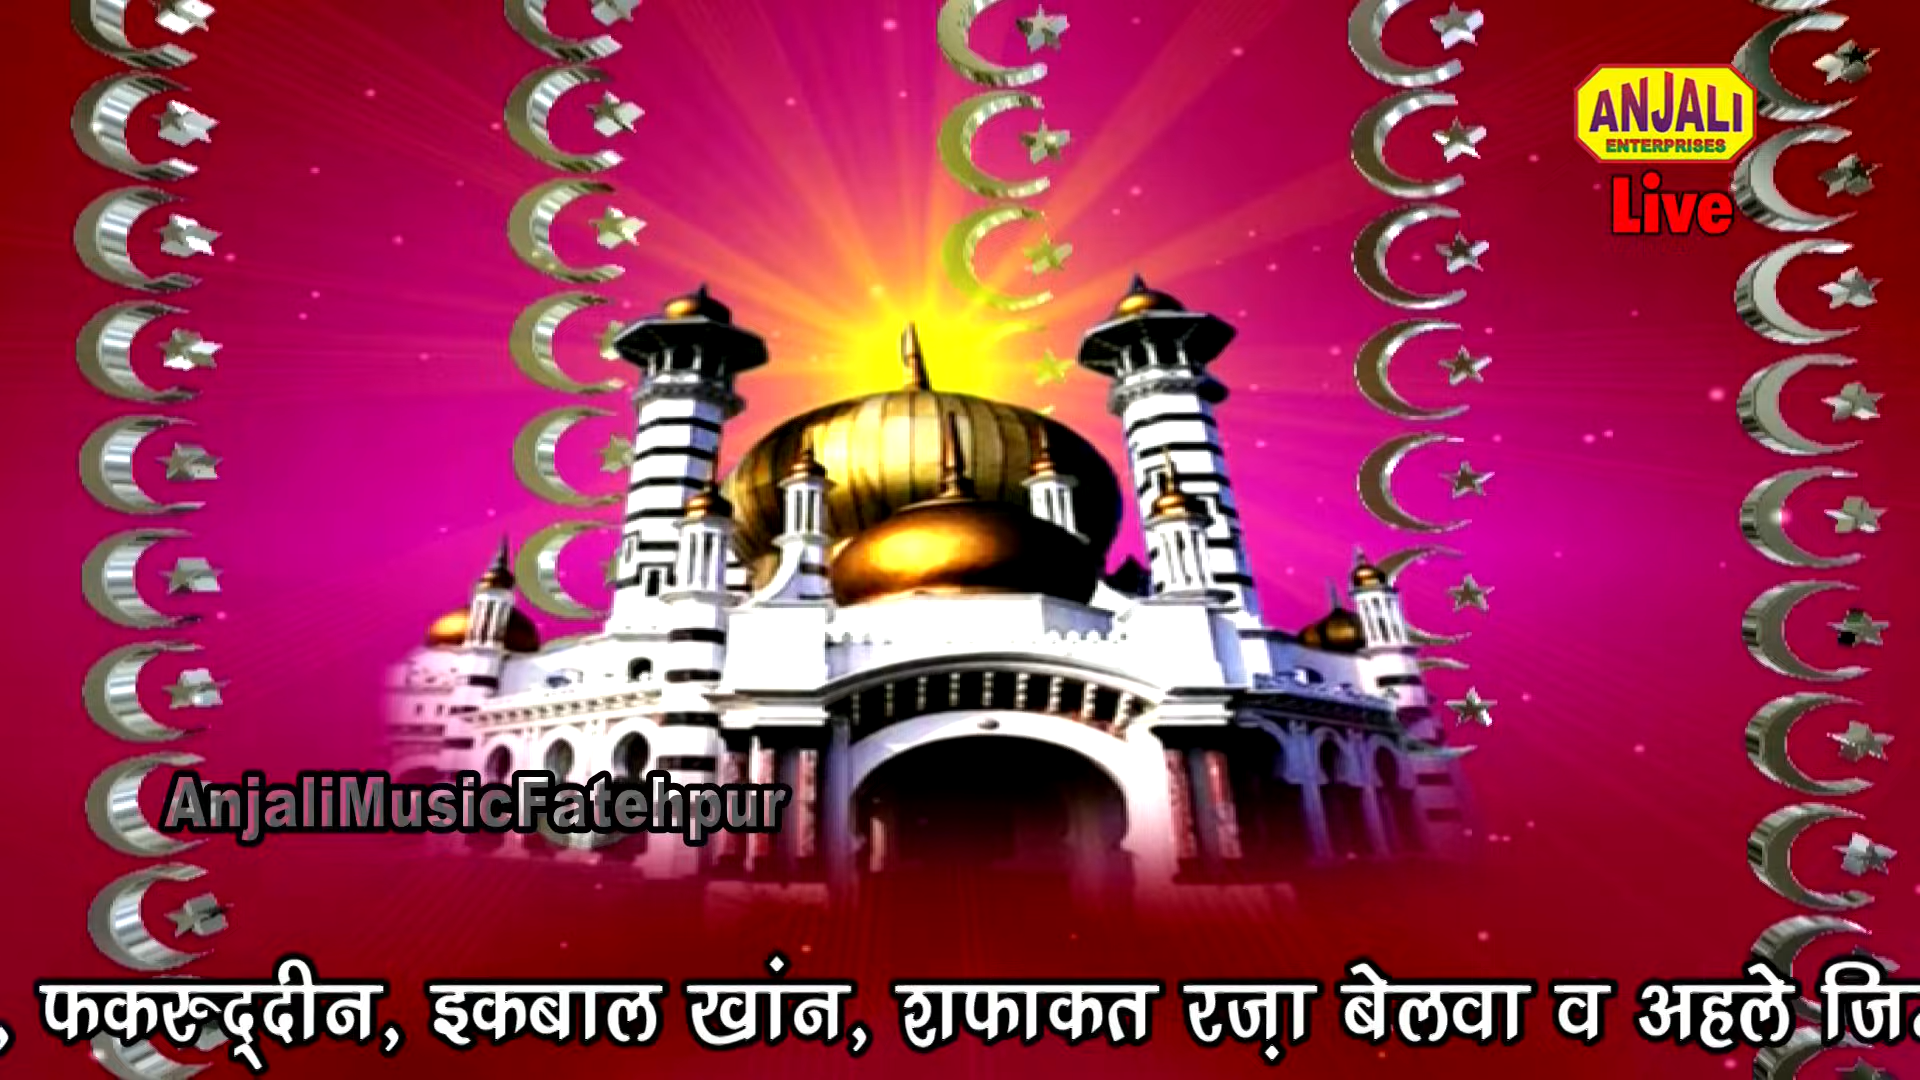 ANJALI
ENTERPRISES
Live
AnjaliMusicFatehpur
, फकरूद्दीन, इकबाल खांन, शफाकत रज़ा बेलवा व अहले